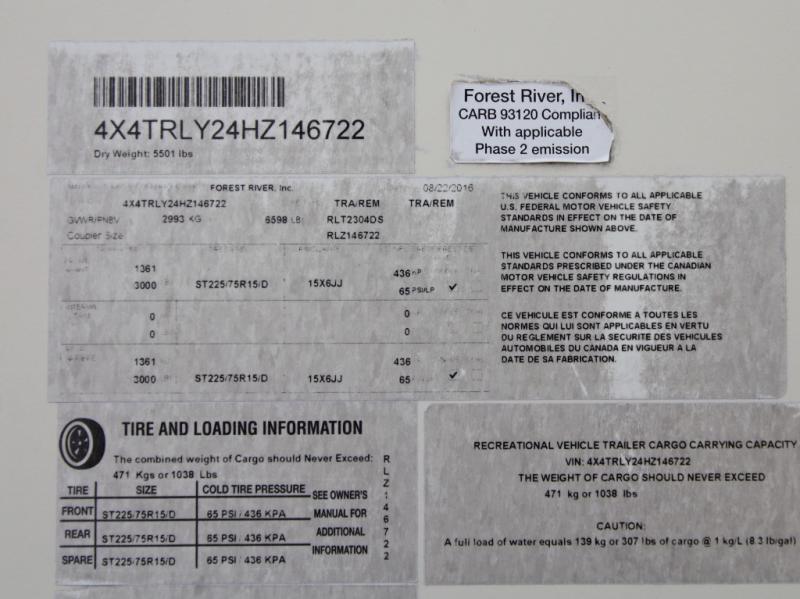 4X4TRLY24HZ146722
Dry Weight: 5501 lbs
Forest River,
CARB 93120
With applicable
Phase 2 emission
FOREST RIVER, Inc. 08/22/2016
4X4TRLY24HZ146722 TRA/REM TRA/REM
GVWR/PNBV 2993 KG 6598 LB RLT2304DS
Coupler Size RLZ146722
1361 436
3000 ST225/75R15/D 15X6JJ 65 PSI/LP ✓
0 0
0 0
1361 436
3000 ST225/75R15/D 15X6JJ 65 ✓
THIS VEHICLE CONFORMS TO ALL APPLICABLE
U.S. FEDERAL MOTOR VEHICLE SAFETY
STANDARDS IN EFFECT ON THE DATE OF
MANUFACTURE SHOWN ABOVE.
THIS VEHICLE CONFORMS TO ALL APPLICABLE
STANDARDS PRESCRIBED UNDER THE CANADIAN
MOTOR VEHICLE SAFETY REGULATIONS IN
EFFECT ON THE DATE OF MANUFACTURE.
CE VEHICULE EST CONFORME A TOUTES LES
NORMES QUI LUI SONT APPLICABLES EN VERTU
DU REGLEMENT SUR LA SECURITE DES VEHICULES
AUTOMOBILES DU CANADA EN VIGUEUR A LA
DATE DE SA FABRICATION.
TIRE AND LOADING INFORMATION
The combined weight of Cargo should Never Exceed:
471 Kgs or 1038 Lbs
TIRE SIZE COLD TIRE PRESSURE SEE OWNER'S
FRONT ST225/75R15/D 65 PSI / 436 KPA MANUAL FOR
REAR ST225/75R15/D 65 PSI / 436 KPA ADDITIONAL
SPARE ST225/75R15/D 65 PSI / 436 KPA INFORMATION
RLZ146722
RECREATIONAL VEHICLE TRAILER CARGO CARRYING CAPACITY
VIN: 4X4TRLY24HZ146722
THE WEIGHT OF CARGO SHOULD NEVER EXCEED
471 kg or 1038 lbs
CAUTION:
A full load of water equals 139 kg or 307 lbs of cargo @ 1 kg/L (8.3 lb/gal)